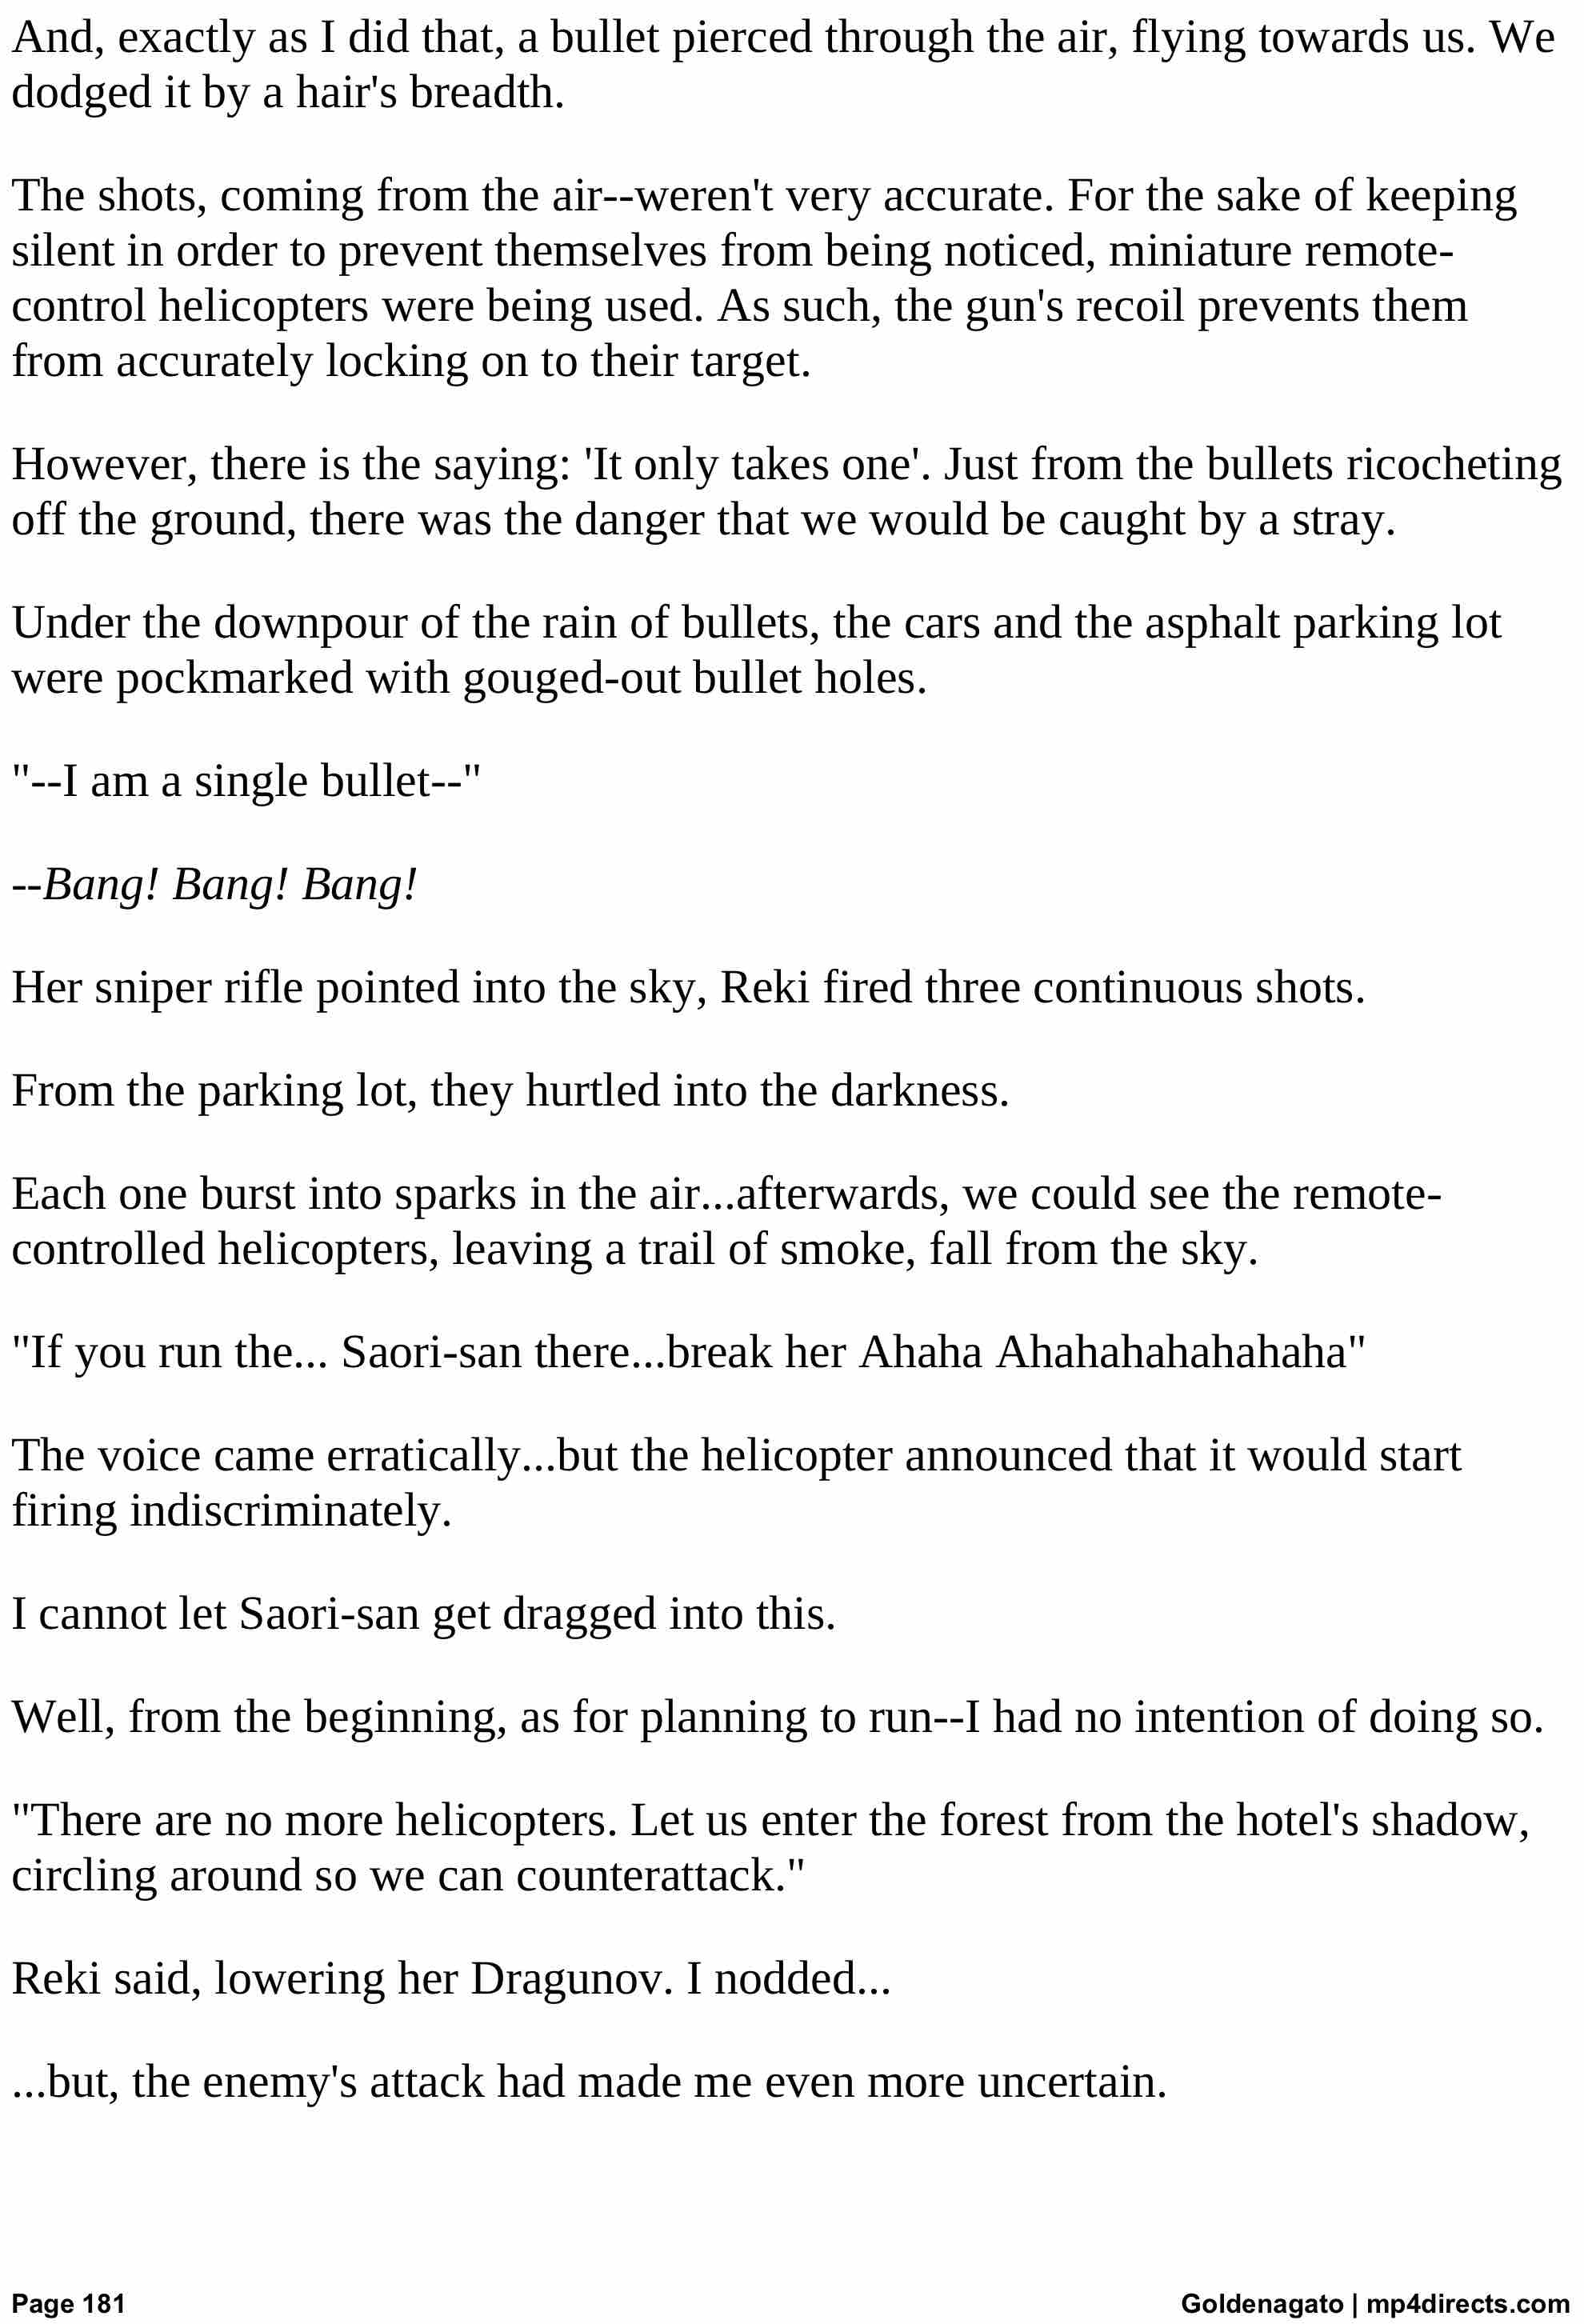 And, exactly as I did that, a bullet pierced through the air, flying towards us. We
dodged it by a hair's breadth.
The shots, coming from the air--weren't very accurate. For the sake of keeping
silent in order to prevent themselves from being noticed, miniature remote-
control helicopters were being used. As such, the gun's recoil prevents them
from accurately locking on to their target.
However, there is the saying: 'It only takes one'. Just from the bullets ricocheting
off the ground, there was the danger that we would be caught by a stray.
Under the downpour of the rain of bullets, the cars and the asphalt parking lot
were pockmarked with gouged-out bullet holes.
"--I am a single bullet--"
--Bang! Bang! Bang!
Her sniper rifle pointed into the sky, Reki fired three continuous shots.
From the parking lot, they hurtled into the darkness.
Each one burst into sparks in the air...afterwards, we could see the remote-
controlled helicopters, leaving a trail of smoke, fall from the sky.
"If you run the... Saori-san there...break her Ahaha Ahahahahahahaha"
The voice came erratically...but the helicopter announced that it would start
firing indiscriminately.
I cannot let Saori-san get dragged into this.
Well, from the beginning, as for planning to run--I had no intention of doing so.
"There are no more helicopters. Let us enter the forest from the hotel's shadow,
circling around so we can counterattack."
Reki said, lowering her Dragunov. I nodded...
...but, the enemy's attack had made me even more uncertain.
Page 181
Goldenagato | mp4directs.com